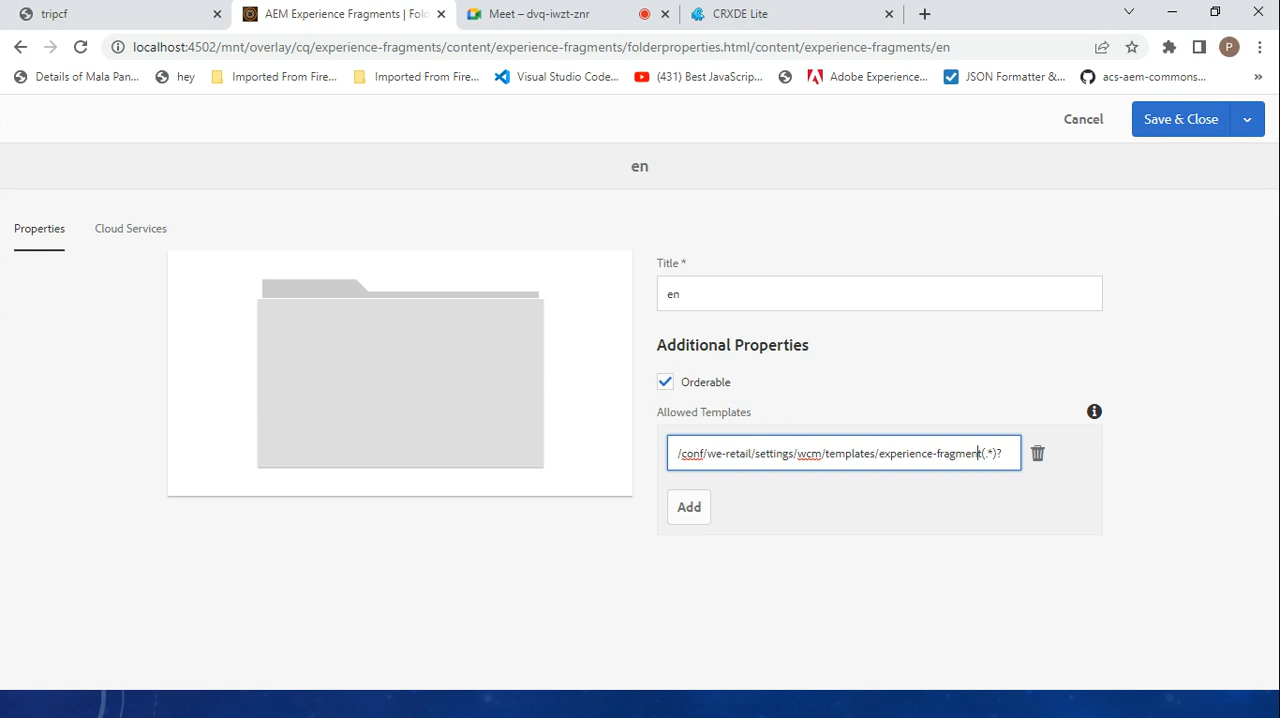 tripcf
AEM Experience Fragments | Fol
Meet – dvq-iwzt-znr
CRXDE Lite
localhost:4502/mnt/overlay/cq/experience-fragments/content/experience-fragments/folderproperties.html/content/experience-fragments/en
P
Details of Mala Pan...
hey
Imported From Fire...
Imported From Fire...
Visual Studio Code...
(431) Best JavaScrip...
Adobe Experience...
JSON Formatter &...
acs-aem-commons...
»
Cancel
Save & Close
en
Properties
Cloud Services
Title *
en
Additional Properties
Orderable
Allowed Templates
/conf/we-retail/settings/wcm/templates/experience-fragment(.*)?
Add